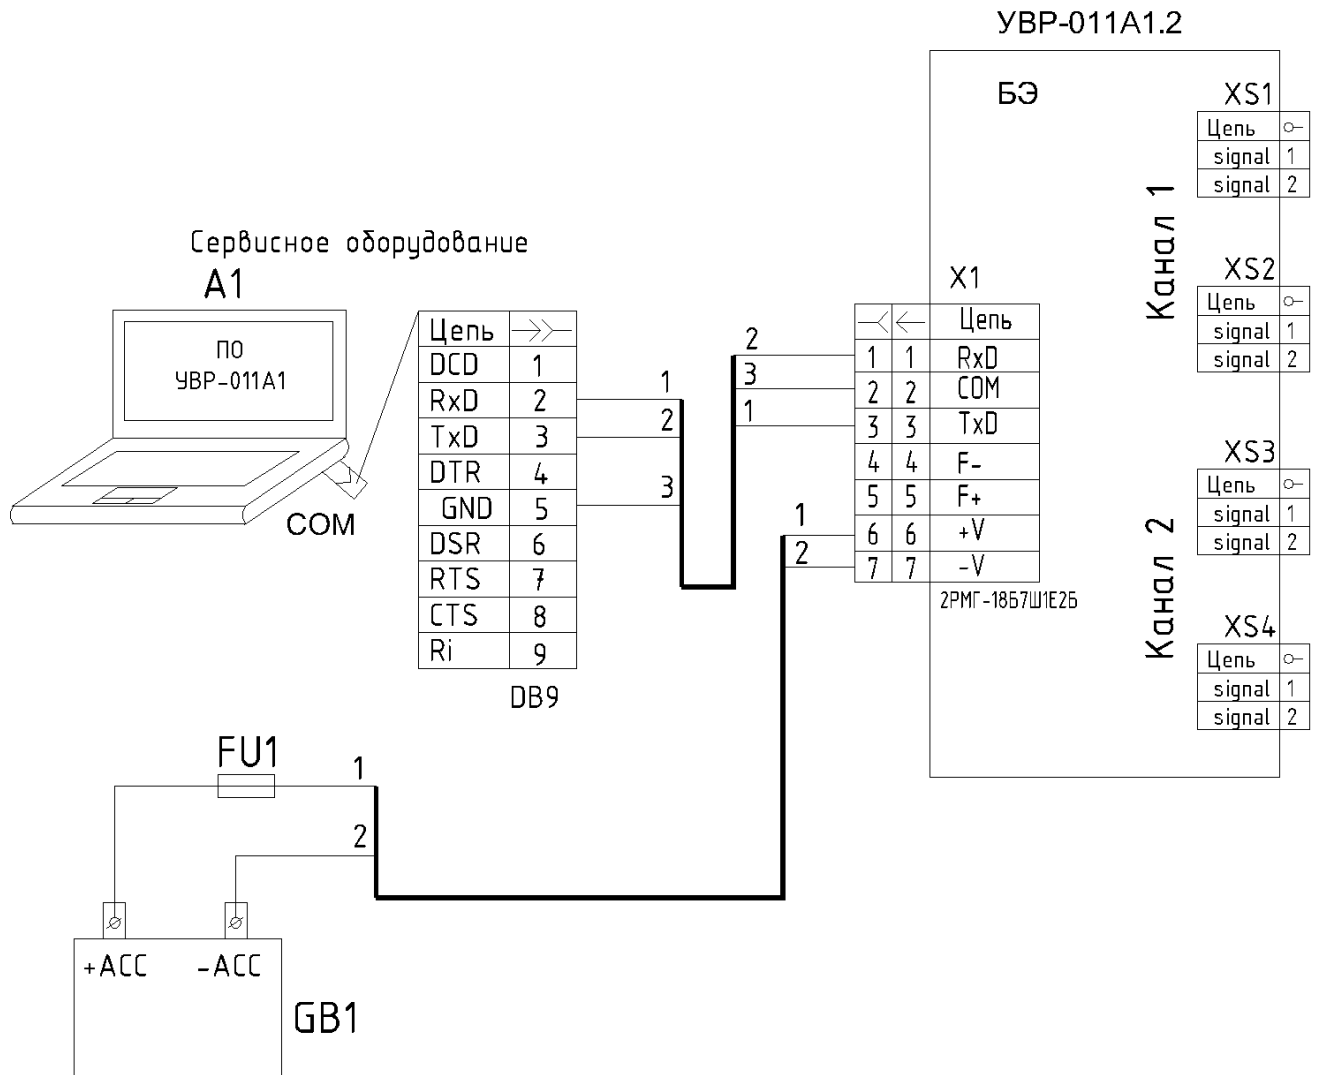 УВР-011А1.2
БЭ
XS1
Цепь
signal 1
signal 2
Канал 1
XS2
Цепь
signal 1
signal 2
Сервисное оборудование
А1
ПО
УВР-011А1
COM
Цепь
DCD 1
RxD 2
TxD 3
DTR 4
GND 5
DSR 6
RTS 7
CTS 8
Ri 9
DB9
1
2
3
2
3
1
X1
Цепь
1 1 RxD
2 2 COM
3 3 TxD
4 4 F-
5 5 F+
6 6 +V
7 7 -V
2РМГ-18Б7Ш1Е2Б
1
2
XS3
Цепь
signal 1
signal 2
Канал 2
XS4
Цепь
signal 1
signal 2
FU1
1
2
+ACC -ACC
GB1